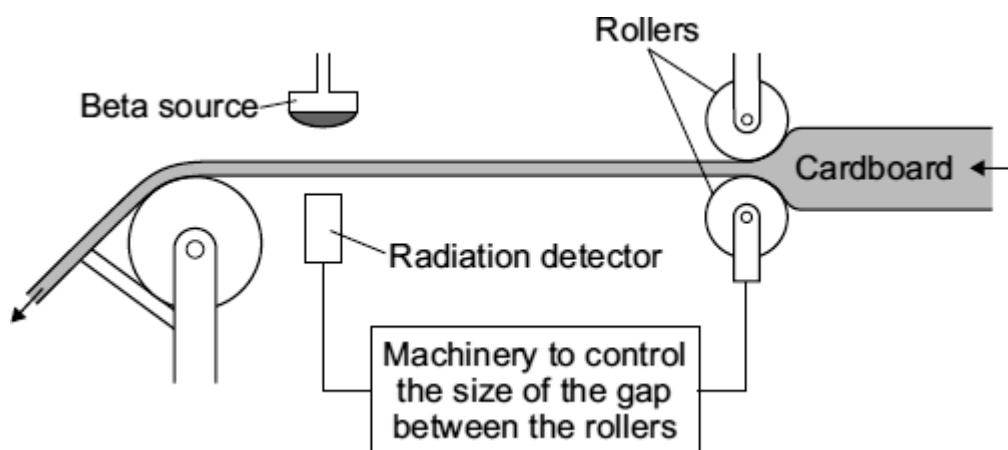 Rollers
Beta source
Cardboard
Radiation detector
Machinery to control
the size of the gap
between the rollers